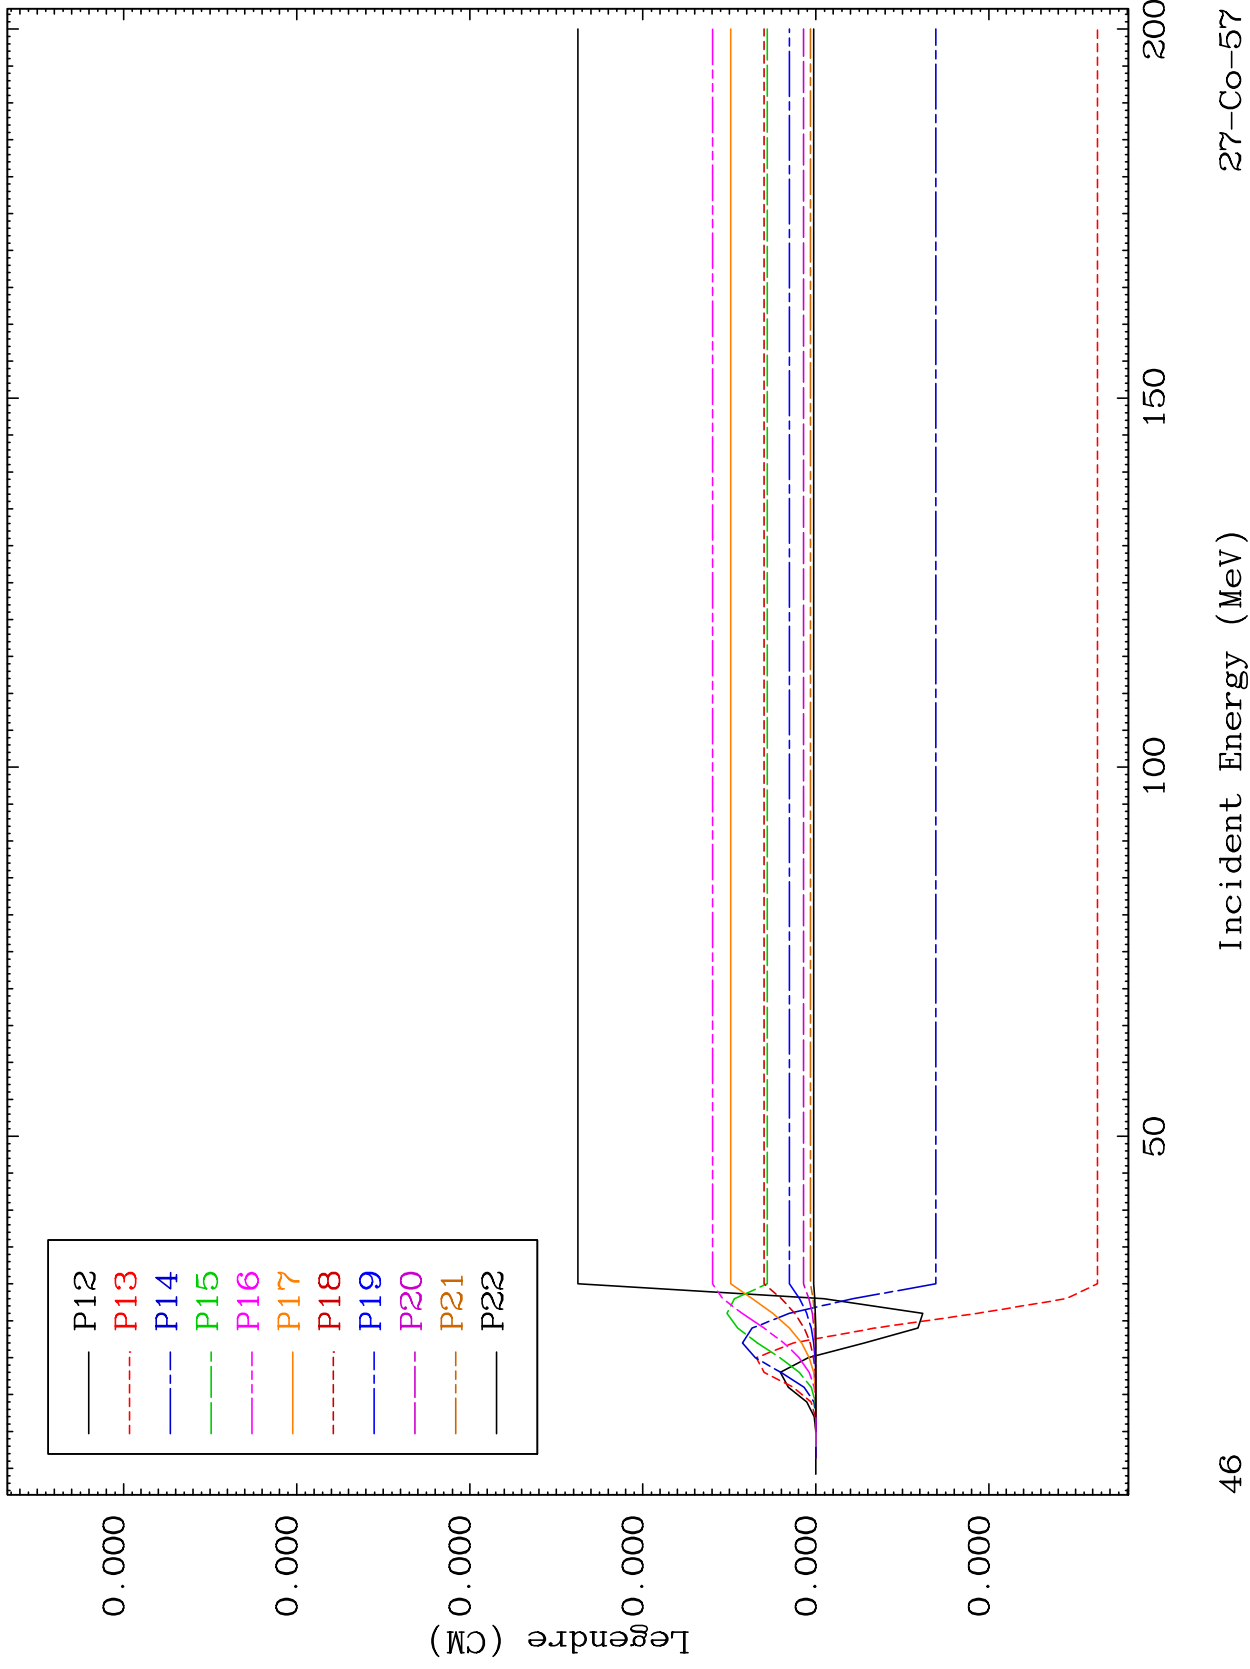 P12
P13
P14
P15
P16
P17
P18
P19
P20
P21
P22
Legendre (CM)
0.000
0.000
0.000
0.000
0.000
0.000
50
100
150
200
Incident Energy (MeV)
46
27-Co-57